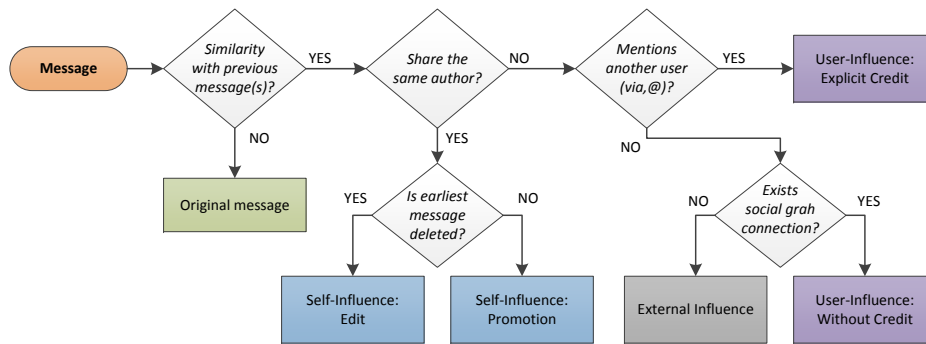 Message
Similarity
with previous
message(s)?
YES
Share the
same author?
NO
Mentions
another user
(via,@)?
YES
User-Influence:
Explicit Credit
NO
YES
NO
Original message
YES
Is earliest
message
deleted?
NO
NO
Exists
social grah
connection?
YES
Self-Influence:
Edit
Self-Influence:
Promotion
External Influence
User-Influence:
Without Credit